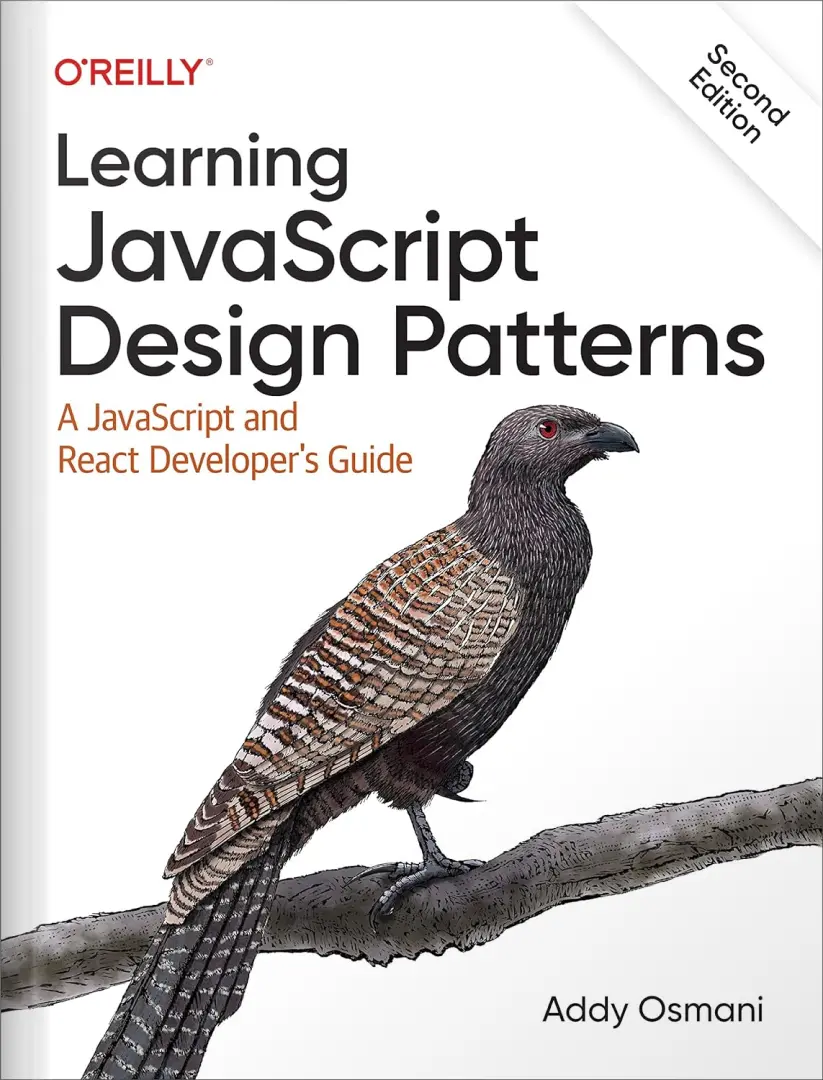 O'REILLY®
Second
Edition
Learning
JavaScript
Design Patterns
A JavaScript and
React Developer's Guide
Addy Osmani